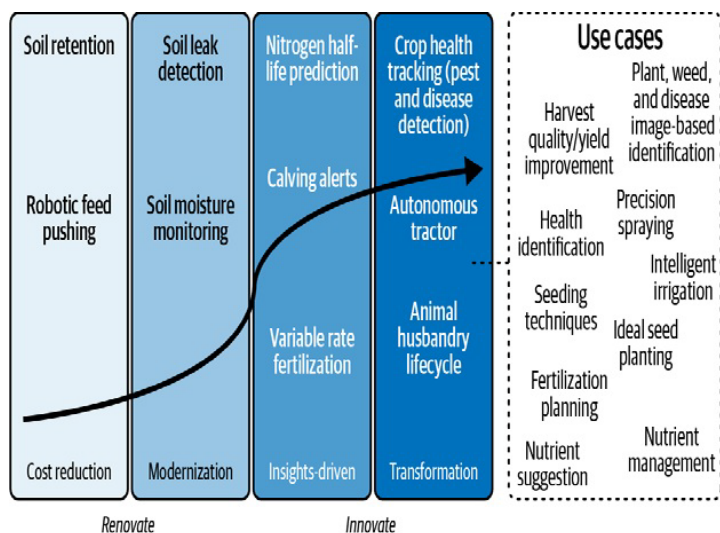 Soil retention
Robotic feed
pushing
Cost reduction
Soil leak
detection
Soil moisture
monitoring
Modernization
Nitrogen half-
life prediction
Calving alerts
Variable rate
fertilization
Insights-driven
Crop health
tracking (pest
and disease
detection)
Autonomous
tractor
Animal
husbandry
lifecycle
Transformation
Renovate
Innovate
Use cases
Plant, weed,
and disease
image-based
identification
Harvest
quality/yield
improvement
Precision
spraying
Health
identification
Intelligent
irrigation
Seeding
techniques
Ideal seed
planting
Fertilization
planning
Nutrient
management
Nutrient
suggestion